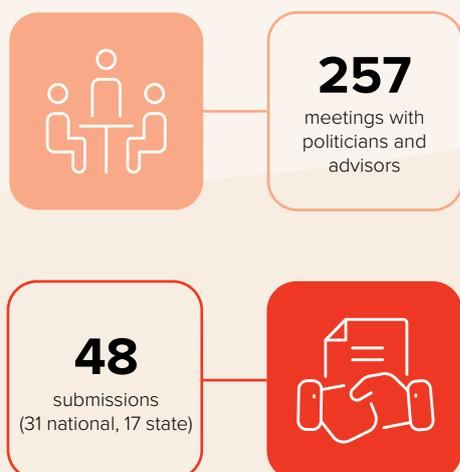 257
meetings with
politicians and
advisors
48
submissions
(31 national, 17 state)